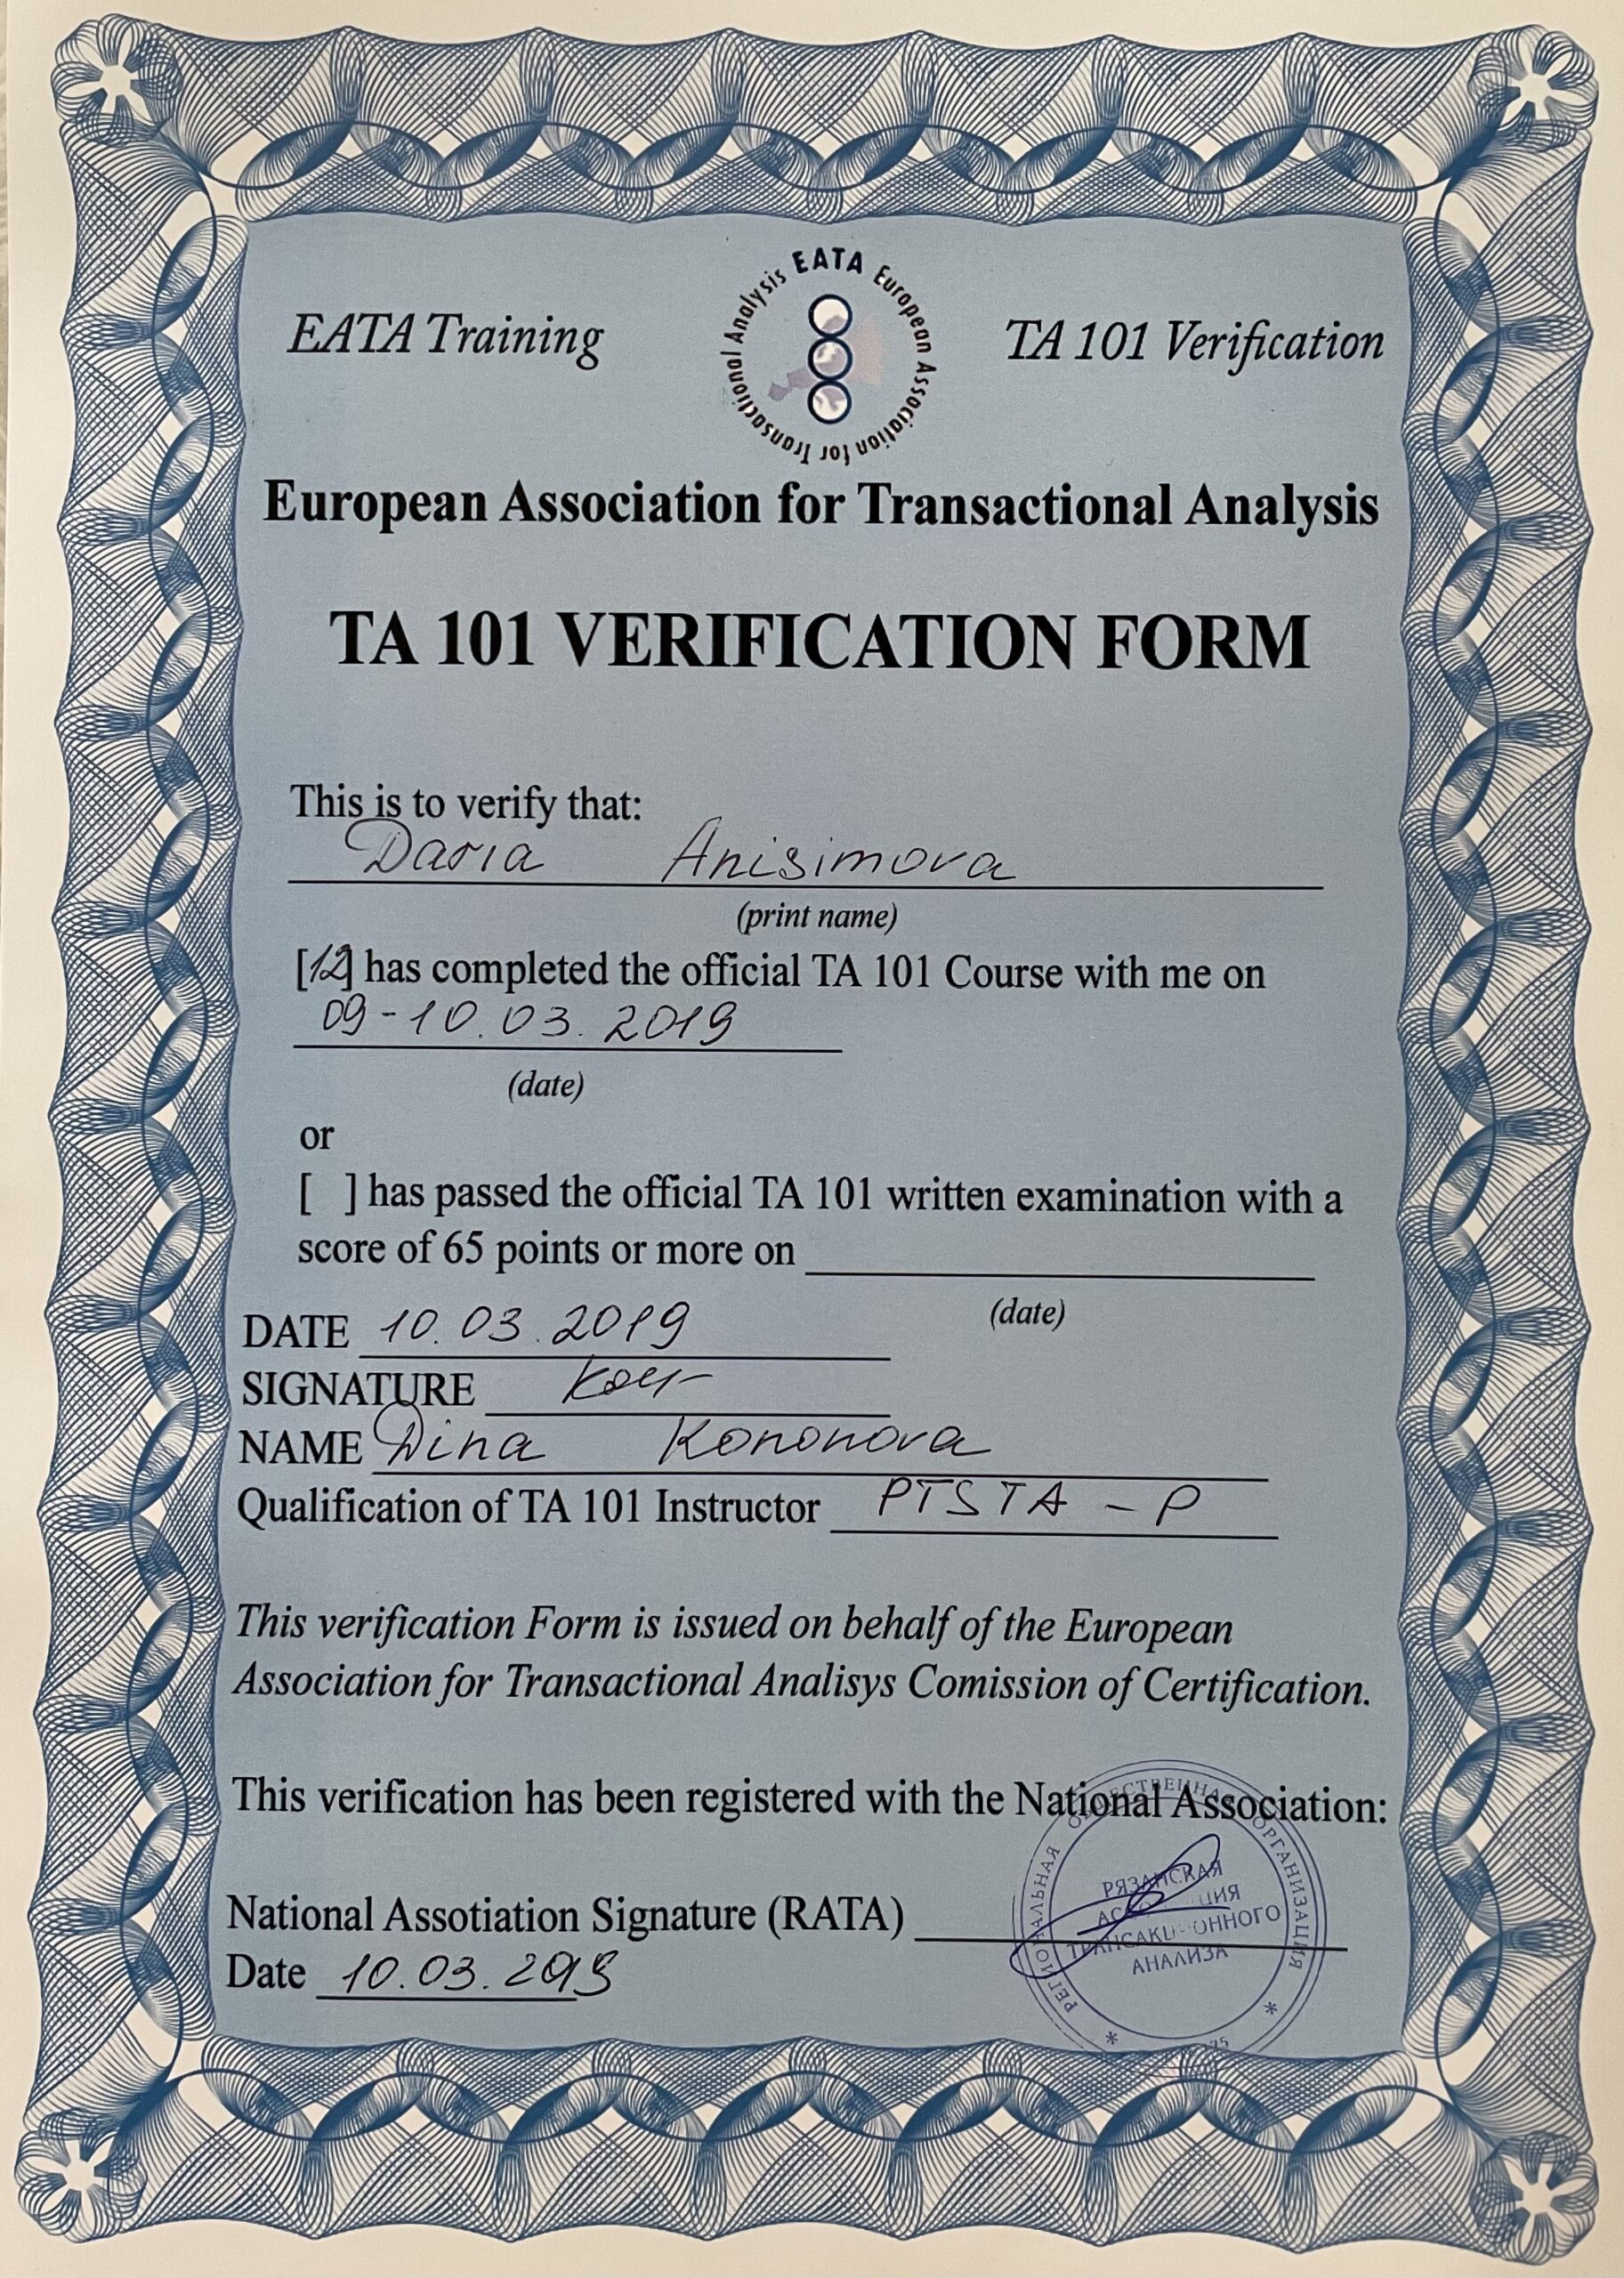 EATA Training
EATA European Association for Transactional Analysis
TA 101 Verification
European Association for Transactional Analysis
TA 101 VERIFICATION FORM
This is to verify that:
Daria Anisimova
(print name)
[12] has completed the official TA 101 Course with me on
09-10.03.2019
(date)
or
[ ] has passed the official TA 101 written examination with a
score of 65 points or more on
(date)
DATE 10.03.2019
SIGNATURE
NAME Dina Kononova
Qualification of TA 101 Instructor PTSTA - P
This verification Form is issued on behalf of the European
Association for Transactional Analisys Comission of Certification.
This verification has been registered with the National Association:
National Assotiation Signature (RATA)
Date 10.03.2019
РЕГИОНАЛЬНАЯ ОБЩЕСТВЕННАЯ ОРГАНИЗАЦИЯ
РЯЗАНСКАЯ
АССОЦИАЦИЯ
ТРАНСАКЦИОННОГО
АНАЛИЗА